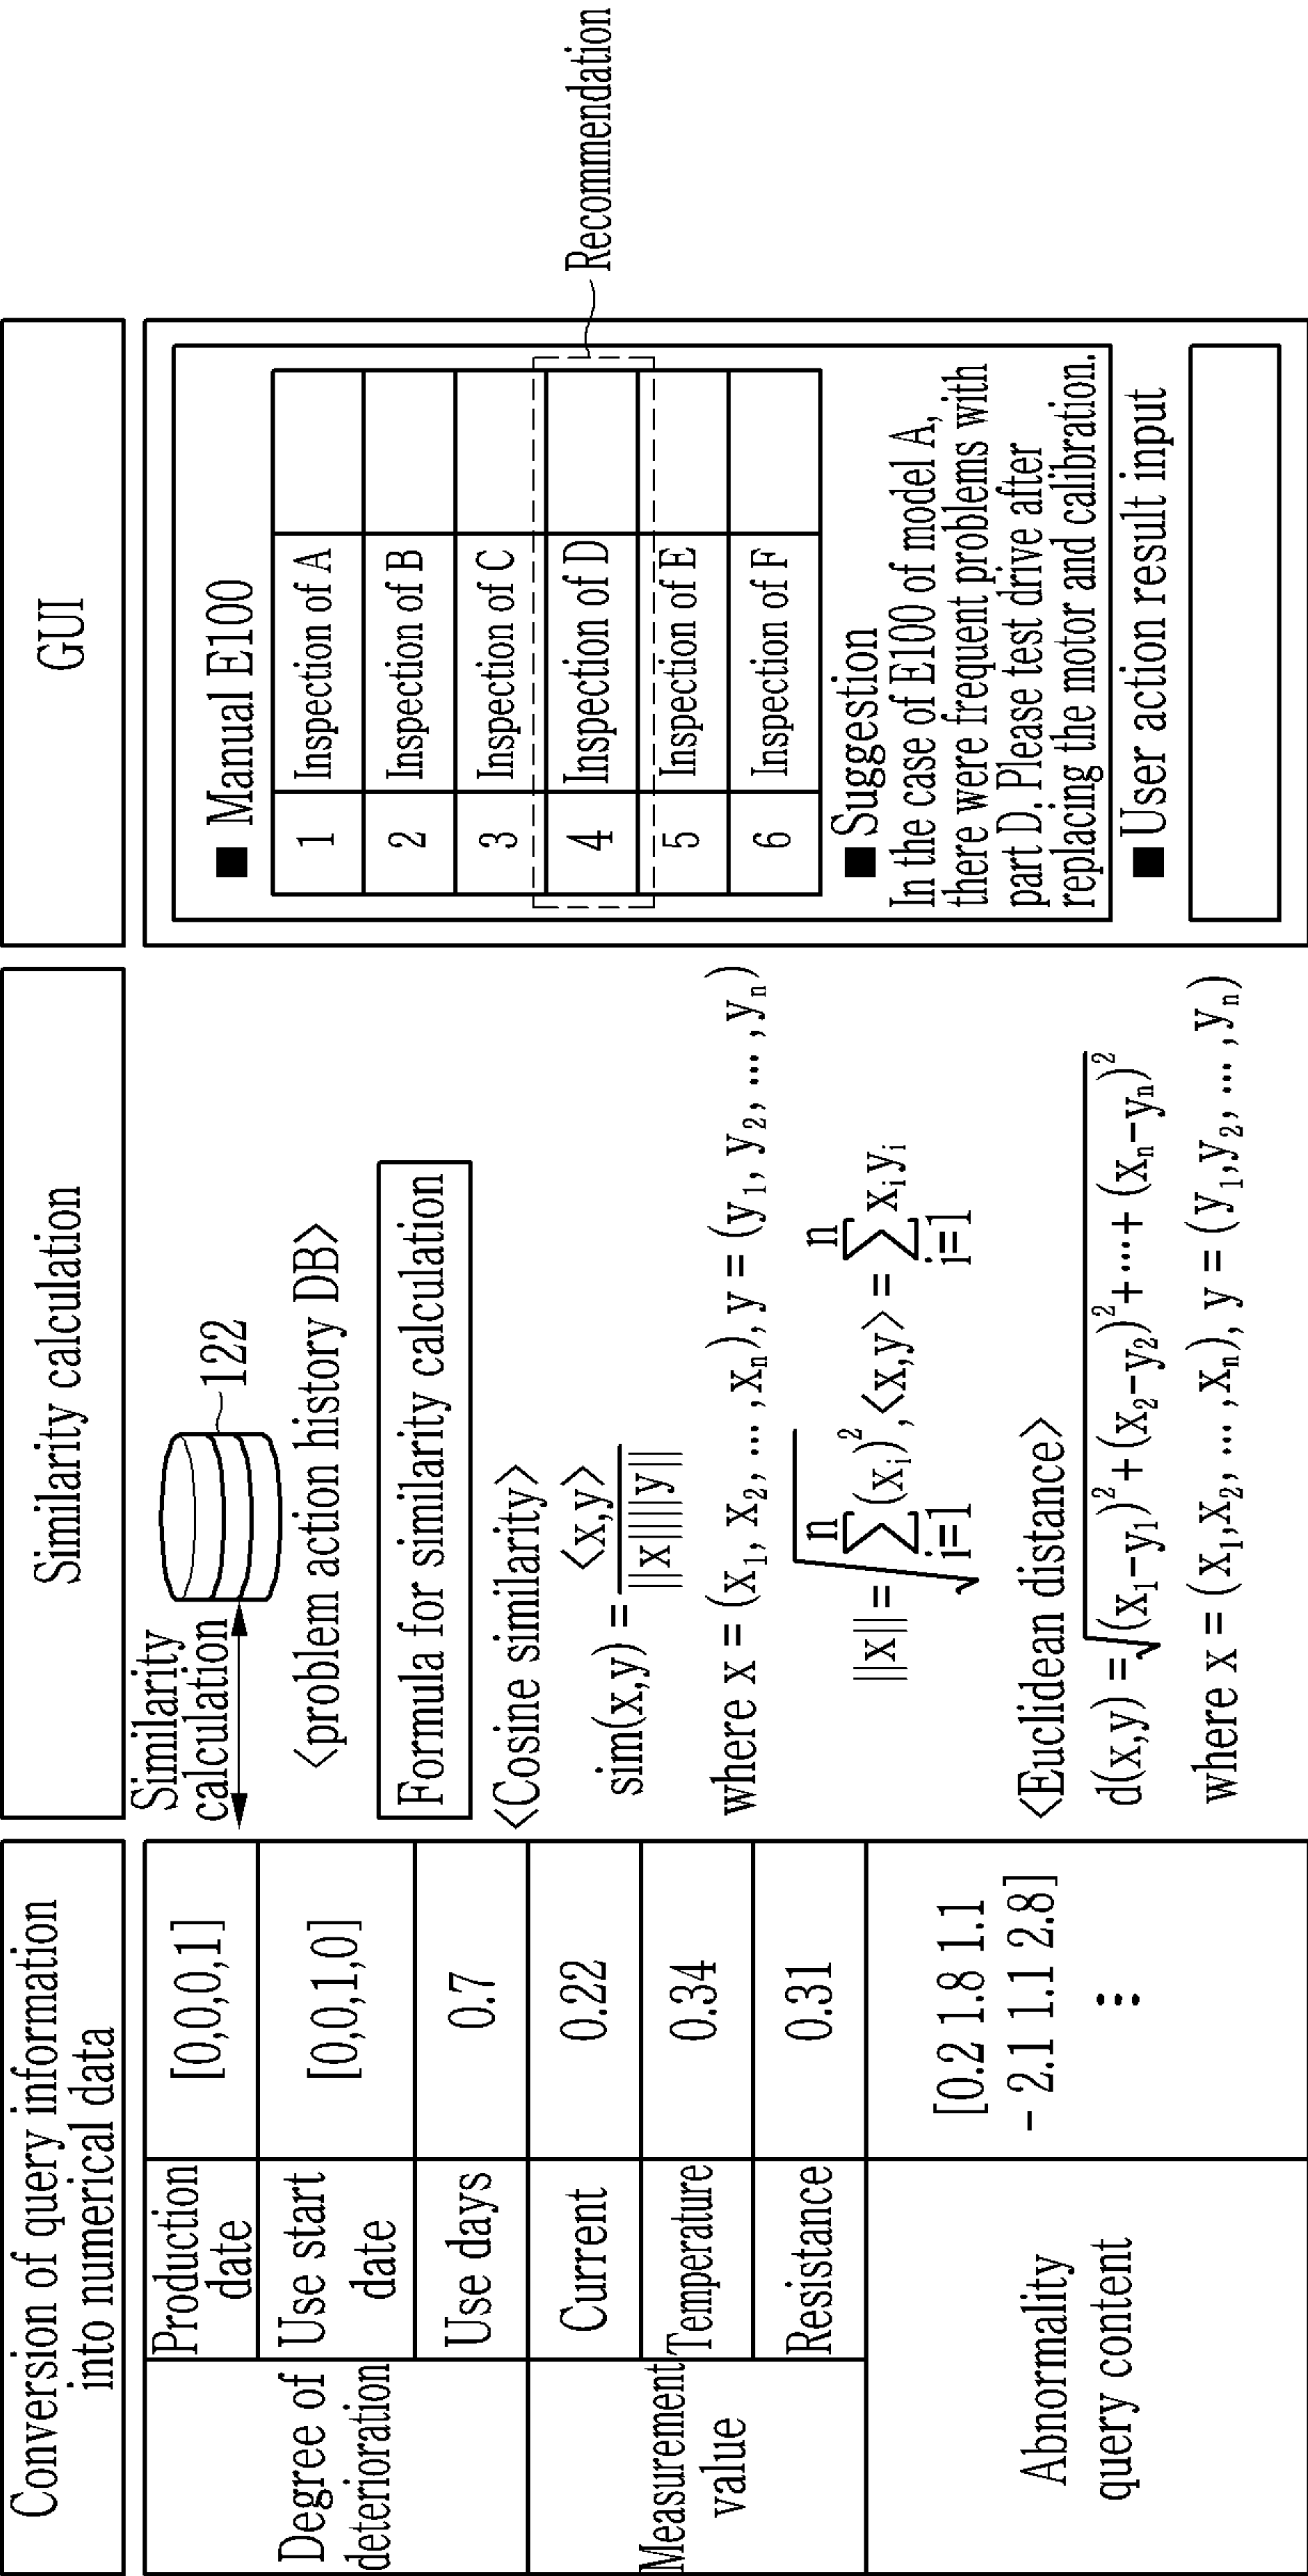 Conversion of query information
into numerical data
Degree of
deterioration
Production
date
[0,0,0,1]
Use start
date
[0,0,1,0]
Use days
0.7
Measurement
value
Current
0.22
Temperature
0.34
Resistance
0.31
Abnormality
query content
[0.2 1.8 1.1
- 2.1 1.1 2.8]
⋮
Similarity calculation
Similarity
calculation
122
<problem action history DB>
Formula for similarity calculation
<Cosine similarity>
sim(x,y) = <x,y> / ||x||||y||
where x = (x₁, x₂, ... ,xₙ), y = (y₁, y₂, ... ,yₙ)
||x|| = √∑ⁿᵢ₌₁(xᵢ)², <x,y> = ∑ⁿᵢ₌₁ xᵢyᵢ
<Euclidean distance>
d(x,y) = √(x₁-y₁)² + (x₂-y₂)² + ... + (xₙ-yₙ)²
where x = (x₁,x₂, ... ,xₙ), y = (y₁,y₂, ... ,yₙ)
GUI
■ Manual E100
1 Inspection of A
2 Inspection of B
3 Inspection of C
4 Inspection of D
5 Inspection of E
6 Inspection of F
Recommendation
■ Suggestion
In the case of E100 of model A,
there were frequent problems with
part D. Please test drive after
replacing the motor and calibration.
■ User action result input